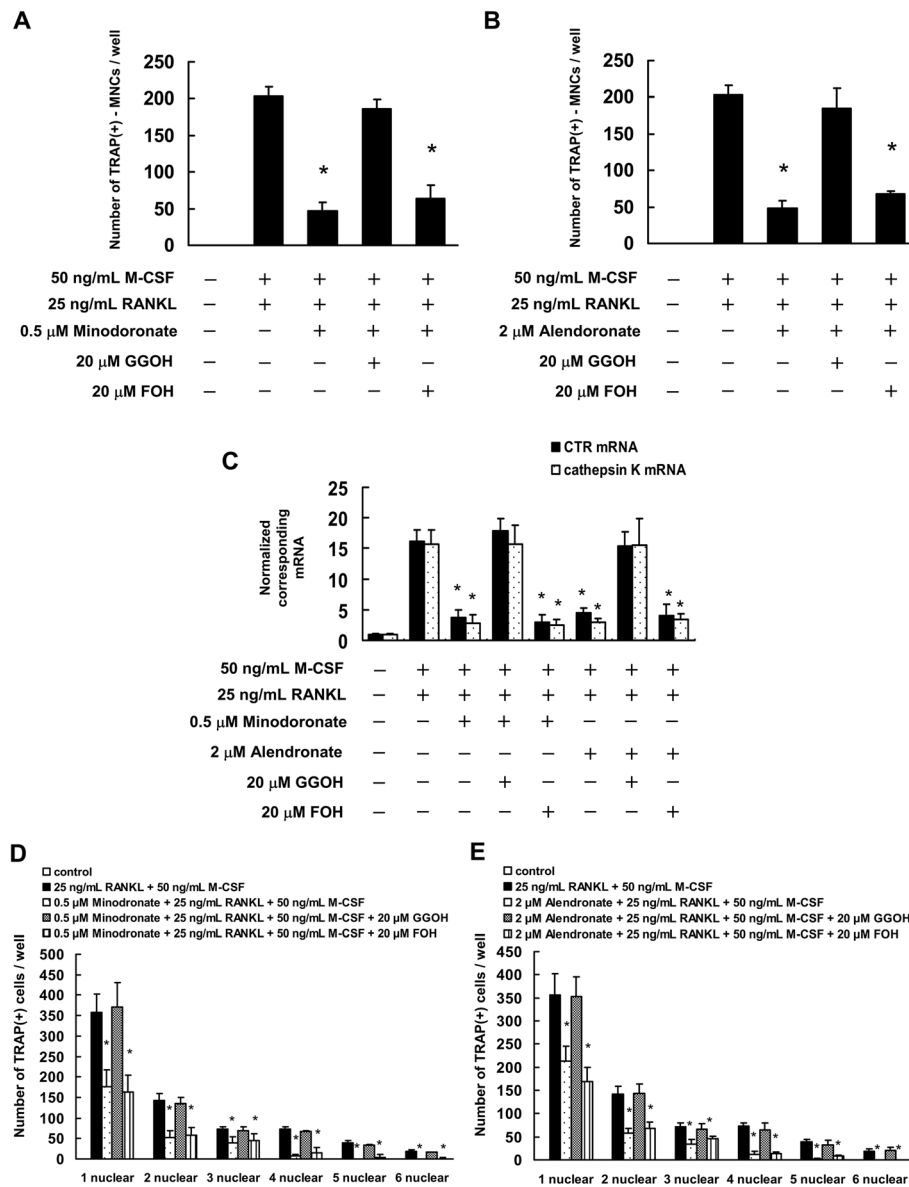 A
Number of TRAP(+) - MNCs / well
250
200
150
100
50
0
50 ng/mL M-CSF − + + + +
25 ng/mL RANKL − + + + +
0.5 µM Minodoronate − − + + +
20 µM GGOH − − − + −
20 µM FOH − − − − +
* *
B
Number of TRAP(+) - MNCs / well
250
200
150
100
50
0
* *
50 ng/mL M-CSF − + + + +
25 ng/mL RANKL − + + + +
2 µM Alendoronate − − + + +
20 µM GGOH − − − + −
20 µM FOH − − − − +
C
CTR mRNA
cathepsin K mRNA
Normalized
corresponding
mRNA
25
20
15
10
5
0
* * * * * * * *
50 ng/mL M-CSF − + + + + + + +
25 ng/mL RANKL − + + + + + + +
0.5 µM Minodoronate − − + + + − − −
2 µM Alendronate − − − − − + + +
20 µM GGOH − − − + − − + −
20 µM FOH − − − − + − − +
D
control
25 ng/mL RANKL + 50 ng/mL M-CSF
0.5 µM Minodronate + 25 ng/mL RANKL + 50 ng/mL M-CSF
0.5 µM Minodronate + 25 ng/mL RANKL + 50 ng/mL M-CSF + 20 µM GGOH
0.5 µM Minodronate + 25 ng/mL RANKL + 50 ng/mL M-CSF + 20 µM FOH
Number of TRAP(+) cells / well
500
450
400
350
300
250
200
150
100
50
0
* * * * * * * * * * * *
1 nuclear 2 nuclear 3 nuclear 4 nuclear 5 nuclear 6 nuclear
E
control
25 ng/mL RANKL + 50 ng/mL M-CSF
2 µM Alendronate + 25 ng/mL RANKL + 50 ng/mL M-CSF
2 µM Alendronate + 25 ng/mL RANKL + 50 ng/mL M-CSF + 20 µM GGOH
2 µM Alendronate + 25 ng/mL RANKL + 50 ng/mL M-CSF + 20 µM FOH
Number of TRAP(+) cells / well
450
400
350
300
250
200
150
100
50
0
* * * * * * * * * * * *
1 nuclear 2 nuclear 3 nuclear 4 nuclear 5 nuclear 6 nuclear